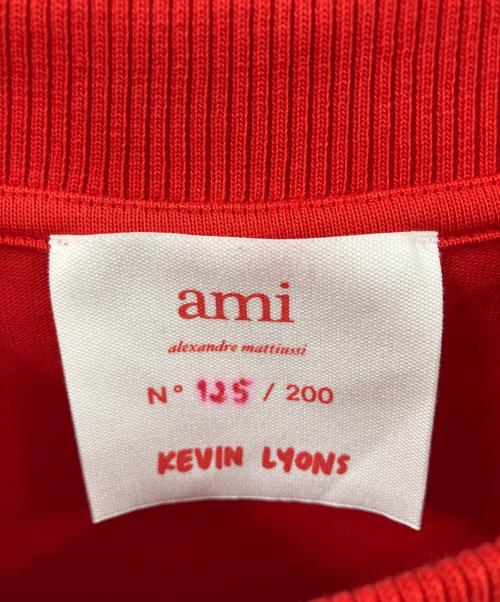 ami
alexandre mattiussi
N° 125 / 200
KEVIN LYONS